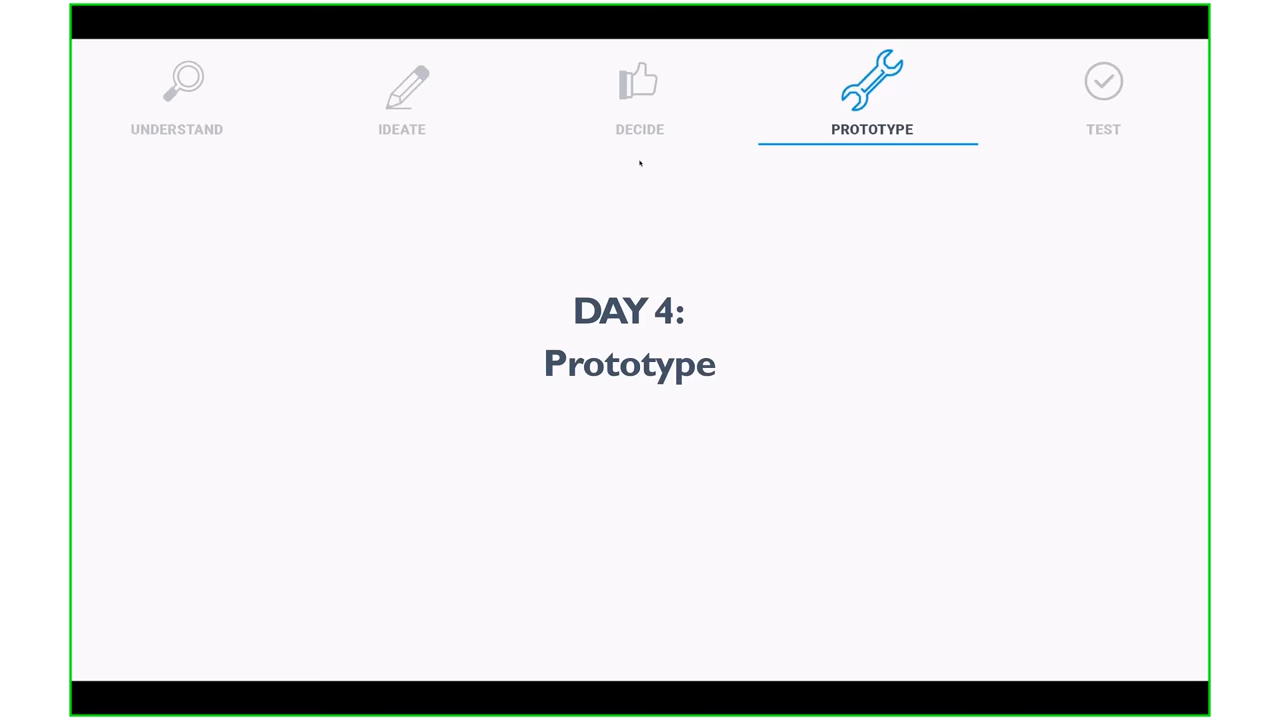 UNDERSTAND
IDEATE
DECIDE
PROTOTYPE
TEST
DAY 4:
Prototype